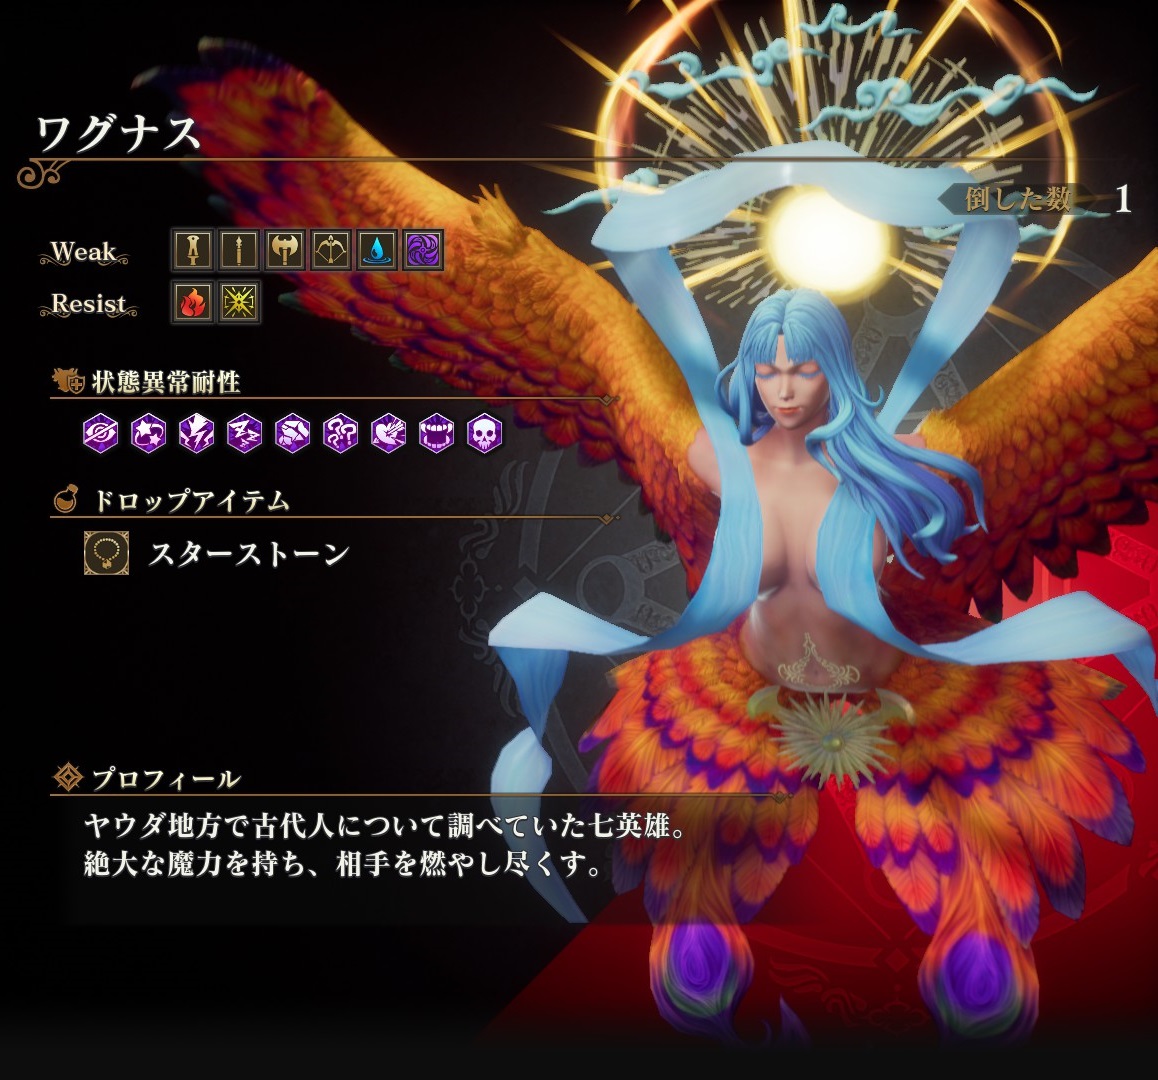 ワグナス
倒した数 1
Weak
Resist
状態異常耐性
ドロップアイテム
スターストーン
プロフィール
ヤウダ地方で古代人について調べていた七英雄。
絶大な魔力を持ち、相手を燃やし尽くす。